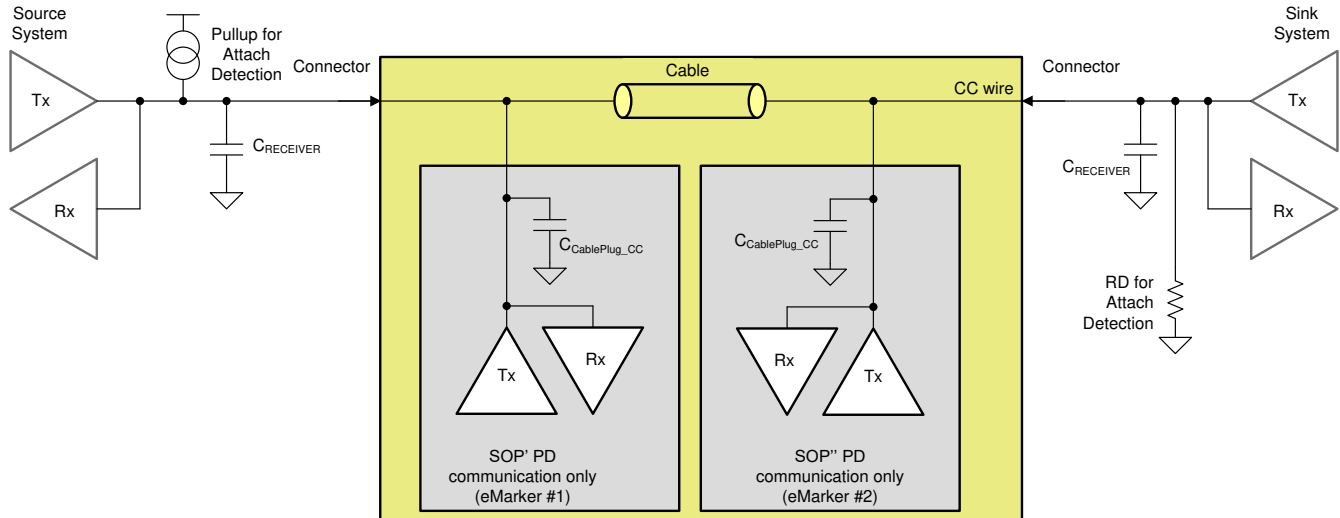 Source
System
Pullup for
Attach
Detection
Connector
Tx
Rx
CRECEIVER
Cable
CC wire
CCablePlug_CC
Tx
Rx
SOP' PD
communication only
(eMarker #1)
CCablePlug_CC
Rx
Tx
SOP'' PD
communication only
(eMarker #2)
Connector
Sink
System
Tx
CRECEIVER
Rx
RD for
Attach
Detection